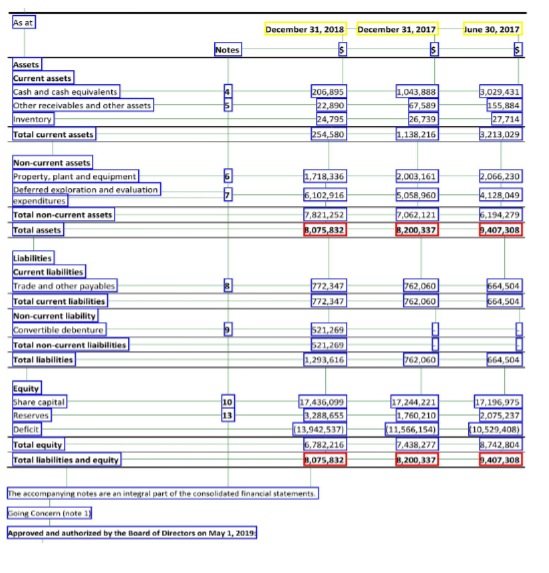 As at
December 31, 2018 December 31, 2017 June 30, 2017
Notes $ $ $
Assets
Current assets
Cash and cash equivalents 4 206,895 1,043,888 3,029,431
Other receivables and other assets 5 22,890 67,589 155,884
Inventory 24,795 26,739 27,714
Total current assets 254,580 1,138,216 3,213,029
Non-current assets
Property, plant and equipment 6 1,718,336 2,003,161 2,066,230
Deferred exploration and evaluation
expenditures 7 6,102,916 5,058,960 4,128,049
Total non-current assets 7,821,252 7,062,121 6,194,279
Total assets 8,075,832 8,200,337 9,407,308
Liabilities
Current liabilities
Trade and other payables 8 772,347 762,060 664,504
Total current liabilities 772,347 762,060 664,504
Non-current liability
Convertible debenture 9 521,269 - -
Total non-current liaibilities 521,269 - -
Total liabilities 1,293,616 762,060 664,504
Equity
Share capital 10 17,436,099 17,244,221 17,196,975
Reserves 13 3,288,655 1,760,210 2,075,237
Deficit (13,942,537) (11,566,154) (10,529,408)
Total equity 6,782,216 7,438,277 8,742,804
Total liabilities and equity 8,075,832 8,200,337 9,407,308
The accompanying notes are an integral part of the consolidated financial statements.
Going Concern (note 1)
Approved and authorized by the Board of Directors on May 1, 2019: